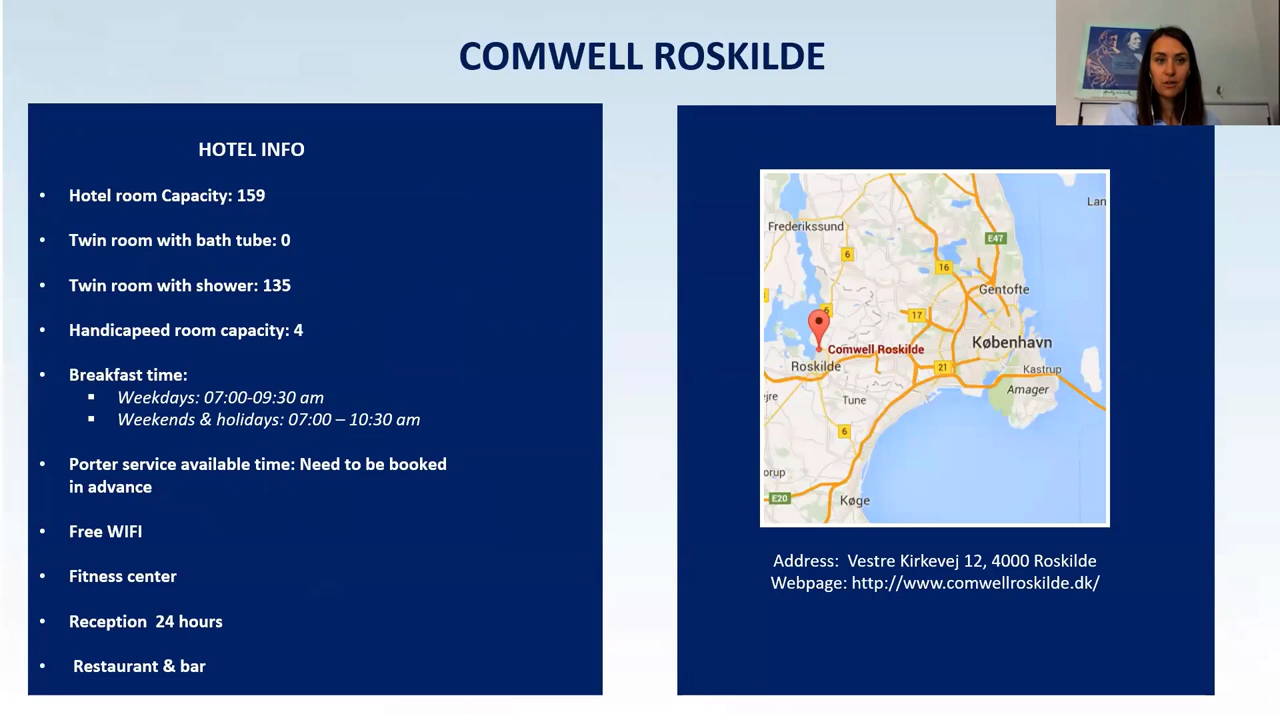 COMWELL ROSKILDE
HOTEL INFO
• Hotel room Capacity: 159
• Twin room with bath tube: 0
• Twin room with shower: 135
• Handicapeed room capacity: 4
• Breakfast time:
▪ Weekdays: 07:00-09:30 am
▪ Weekends & holidays: 07:00 – 10:30 am
• Porter service available time: Need to be booked
in advance
• Free WIFI
• Fitness center
• Reception 24 hours
• Restaurant & bar
Lan
Frederikssund
E47
6
16
Gentofte
6
17
København
Comwell Roskilde
Roskilde
21
Kastrup
Amager
ejre
Tune
6
orup
E20
Køge
Address: Vestre Kirkevej 12, 4000 Roskilde
Webpage: http://www.comwellroskilde.dk/